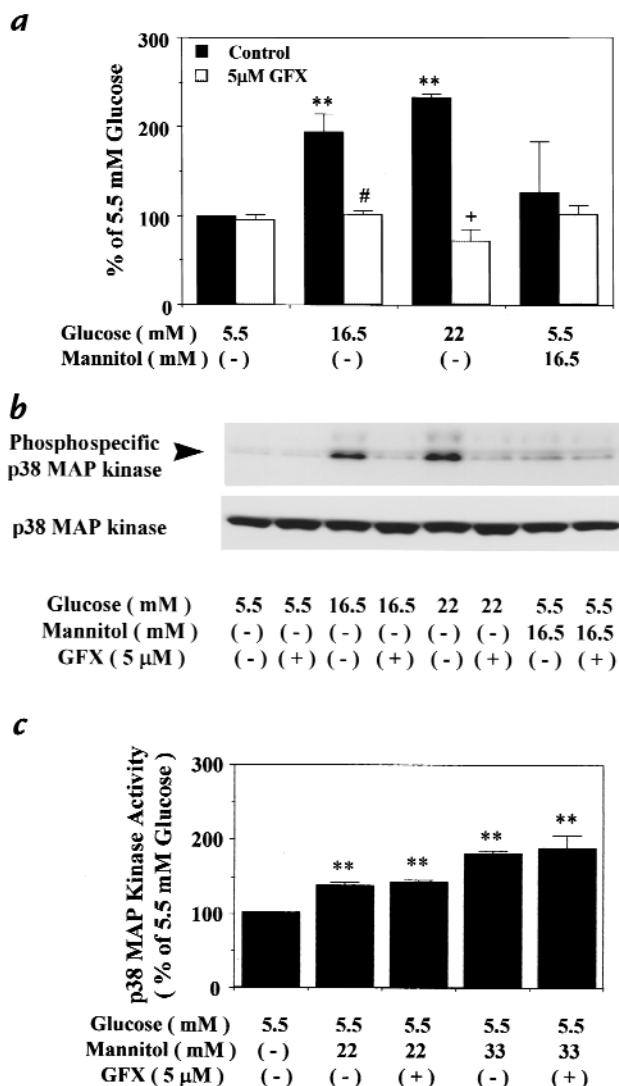 a
300
200
100
0
% of 5.5 mM Glucose
Control
5μM GFX
** ** # +
Glucose ( mM ) 5.5 16.5 22 5.5
Mannitol ( mM ) ( - ) ( - ) ( - ) 16.5
b
Phosphospecific
p38 MAP kinase
p38 MAP kinase
Glucose ( mM ) 5.5 5.5 16.5 16.5 22 22 5.5 5.5
Mannitol ( mM ) ( - ) ( - ) ( - ) ( - ) ( - ) ( - ) 16.5 16.5
GFX ( 5 μM ) ( - ) ( + ) ( - ) ( + ) ( - ) ( + ) ( - ) ( + )
c
p38 MAP Kinase Activity
( % of 5.5 mM Glucose )
300
200
100
0
** ** ** **
Glucose ( mM ) 5.5 5.5 5.5 5.5 5.5
Mannitol ( mM ) ( - ) 22 22 33 33
GFX ( 5 μM ) ( - ) ( - ) ( + ) ( - ) ( + )